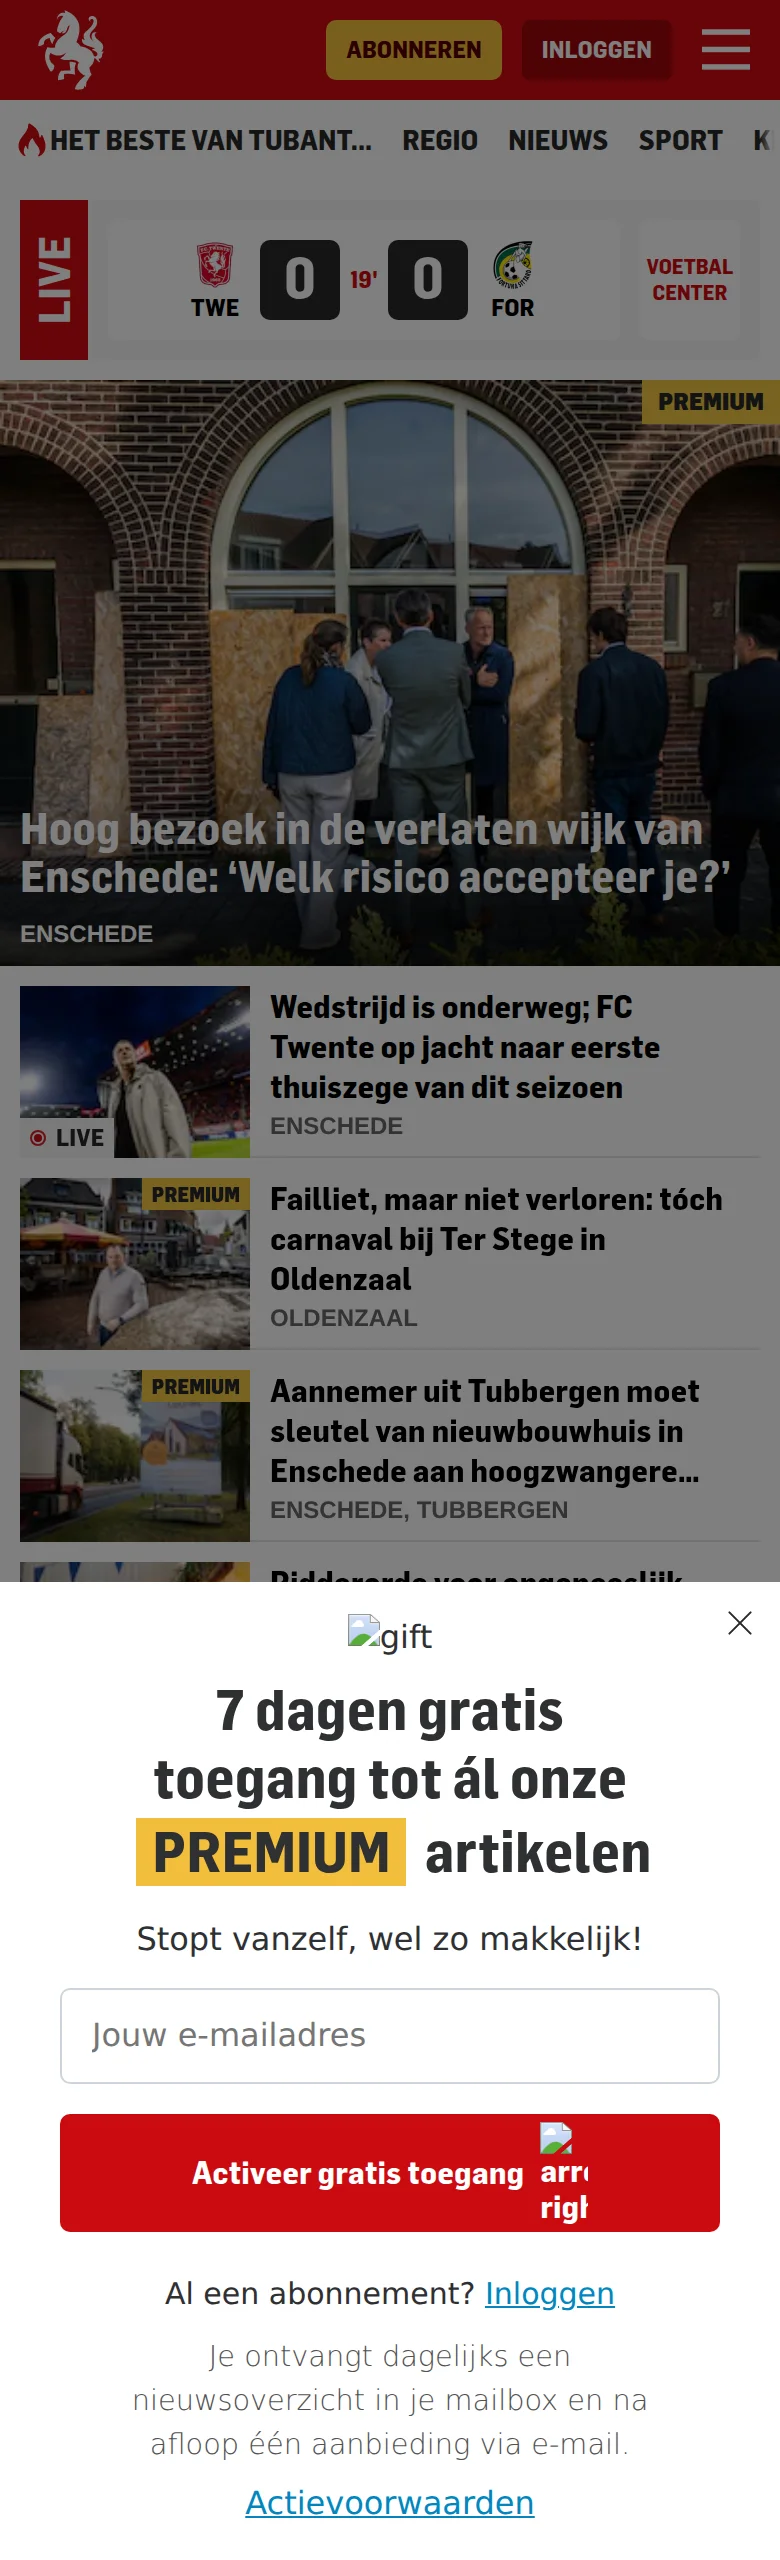 ABONNEREN
INLOGGEN
HET BESTE VAN TUBANT...
REGIO
NIEUWS
SPORT
LIVE
TWE
0
19'
0
FOR
VOETBAL
CENTER
PREMIUM
Hoog bezoek in de verlaten wijk van
Enschede: ‘Welk risico accepteer je?’
ENSCHEDE
LIVE
Wedstrijd is onderweg; FC
Twente op jacht naar eerste
thuiszege van dit seizoen
ENSCHEDE
PREMIUM
Failliet, maar niet verloren: tóch
carnaval bij Ter Stege in
Oldenzaal
OLDENZAAL
PREMIUM
Aannemer uit Tubbergen moet
sleutel van nieuwbouwhuis in
Enschede aan hoogzwangere...
ENSCHEDE, TUBBERGEN
gift
7 dagen gratis
toegang tot ál onze
PREMIUM artikelen
Stopt vanzelf, wel zo makkelijk!
Jouw e-mailadres
Activeer gratis toegang
Al een abonnement? Inloggen
Je ontvangt dagelijks een
nieuwsoverzicht in je mailbox en na
afloop één aanbieding via e-mail.
Actievoorwaarden